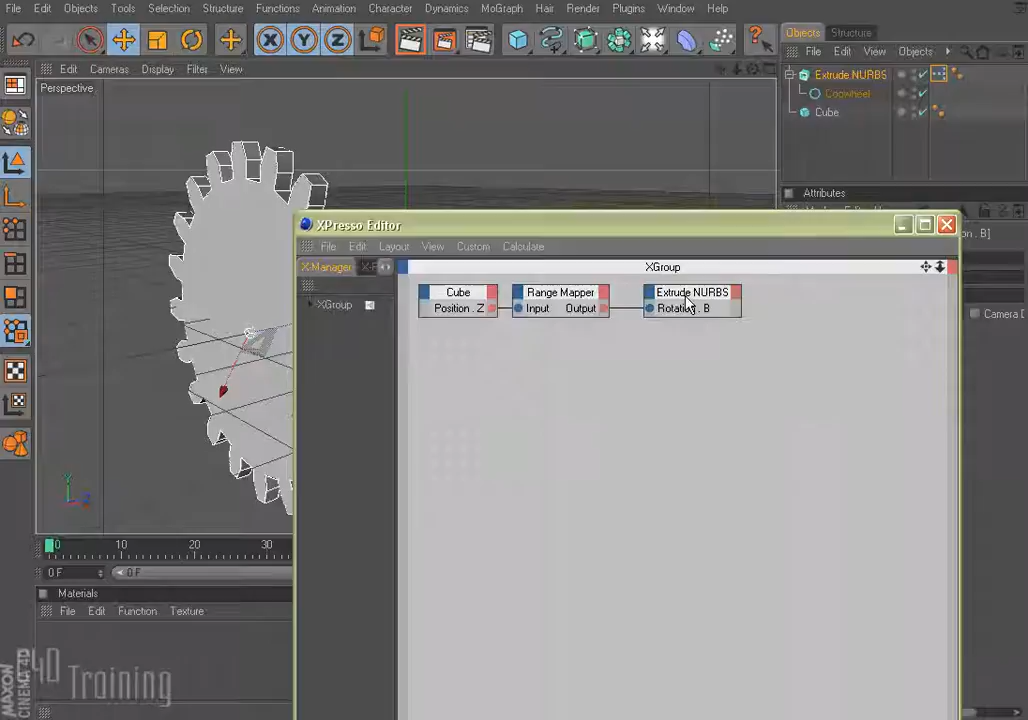 File Edit Objects Tools Selection Structure Functions Animation Character Dynamics MoGraph Hair Render Plugins Window Help
Objects Structure
File Edit View Objects
Edit Cameras Display Filter View
Perspective
Extrude NURBS
Cogwheel
Cube
Attributes
XPresso Editor
File Edit Layout View Custom Calculate
X-Manager
XGroup
XGroup
Cube Range Mapper Extrude NURBS
Position . Z Input Output Rotation . B
. B]
Camera
Y
Z
0 10 20 30
0 F 0 F
Materials
File Edit Function Texture
MAXON
CINEMA 4D
4D
Training